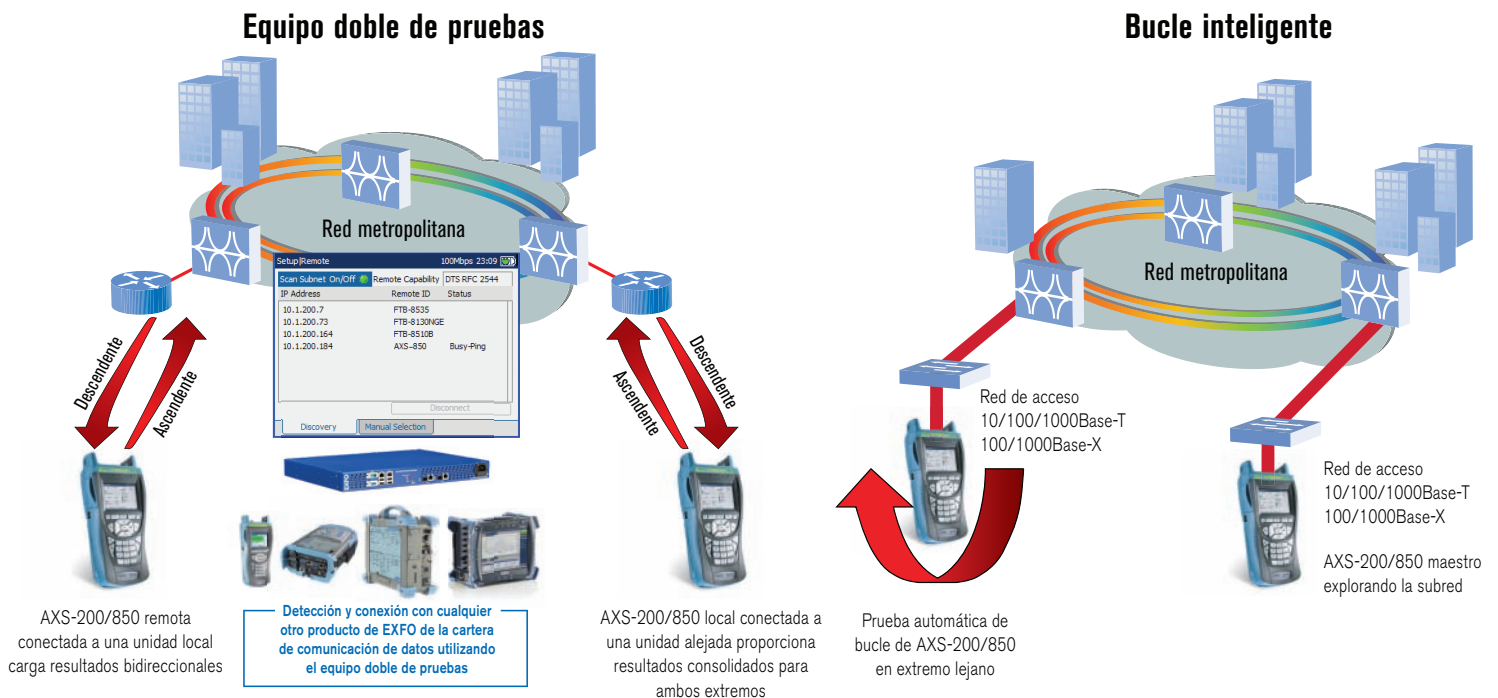 Equipo doble de pruebas
Red metropolitana
Setup|Remote 100Mbps 23:09
Scan Subnet On/Off Remote Capability DTS RFC 2544
IP Address Remote ID Status
10.1.200.7 FTB-8535
10.1.200.73 FTB-8130NGE
10.1.200.164 FTB-8510B
10.1.200.184 AXS-850 Busy-Ping
Disconnect
Discovery Manual Selection
Descendente
Ascendente
Ascendente
Descendente
EXFO
AXS-200/850 remota
conectada a una unidad local
carga resultados bidireccionales
Detección y conexión con cualquier
otro producto de EXFO de la cartera
de comunicación de datos utilizando
el equipo doble de pruebas
AXS-200/850 local conectada a
una unidad alejada proporciona
resultados consolidados para
ambos extremos
Bucle inteligente
Red metropolitana
Red de acceso
10/100/1000Base-T
100/1000Base-X
Prueba automática de
bucle de AXS-200/850
en extremo lejano
Red de acceso
10/100/1000Base-T
100/1000Base-X
AXS-200/850 maestro
explorando la subred